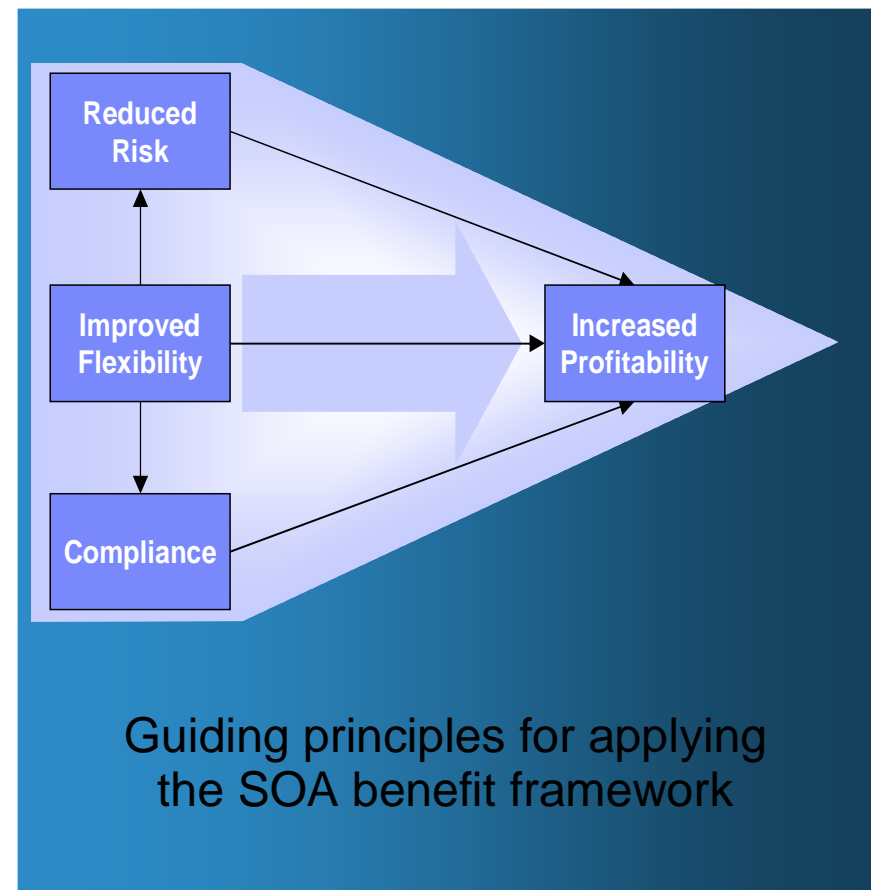 Reduced
Risk
Improved
Flexibility
Increased
Profitability
Compliance
Guiding principles for applying
the SOA benefit framework